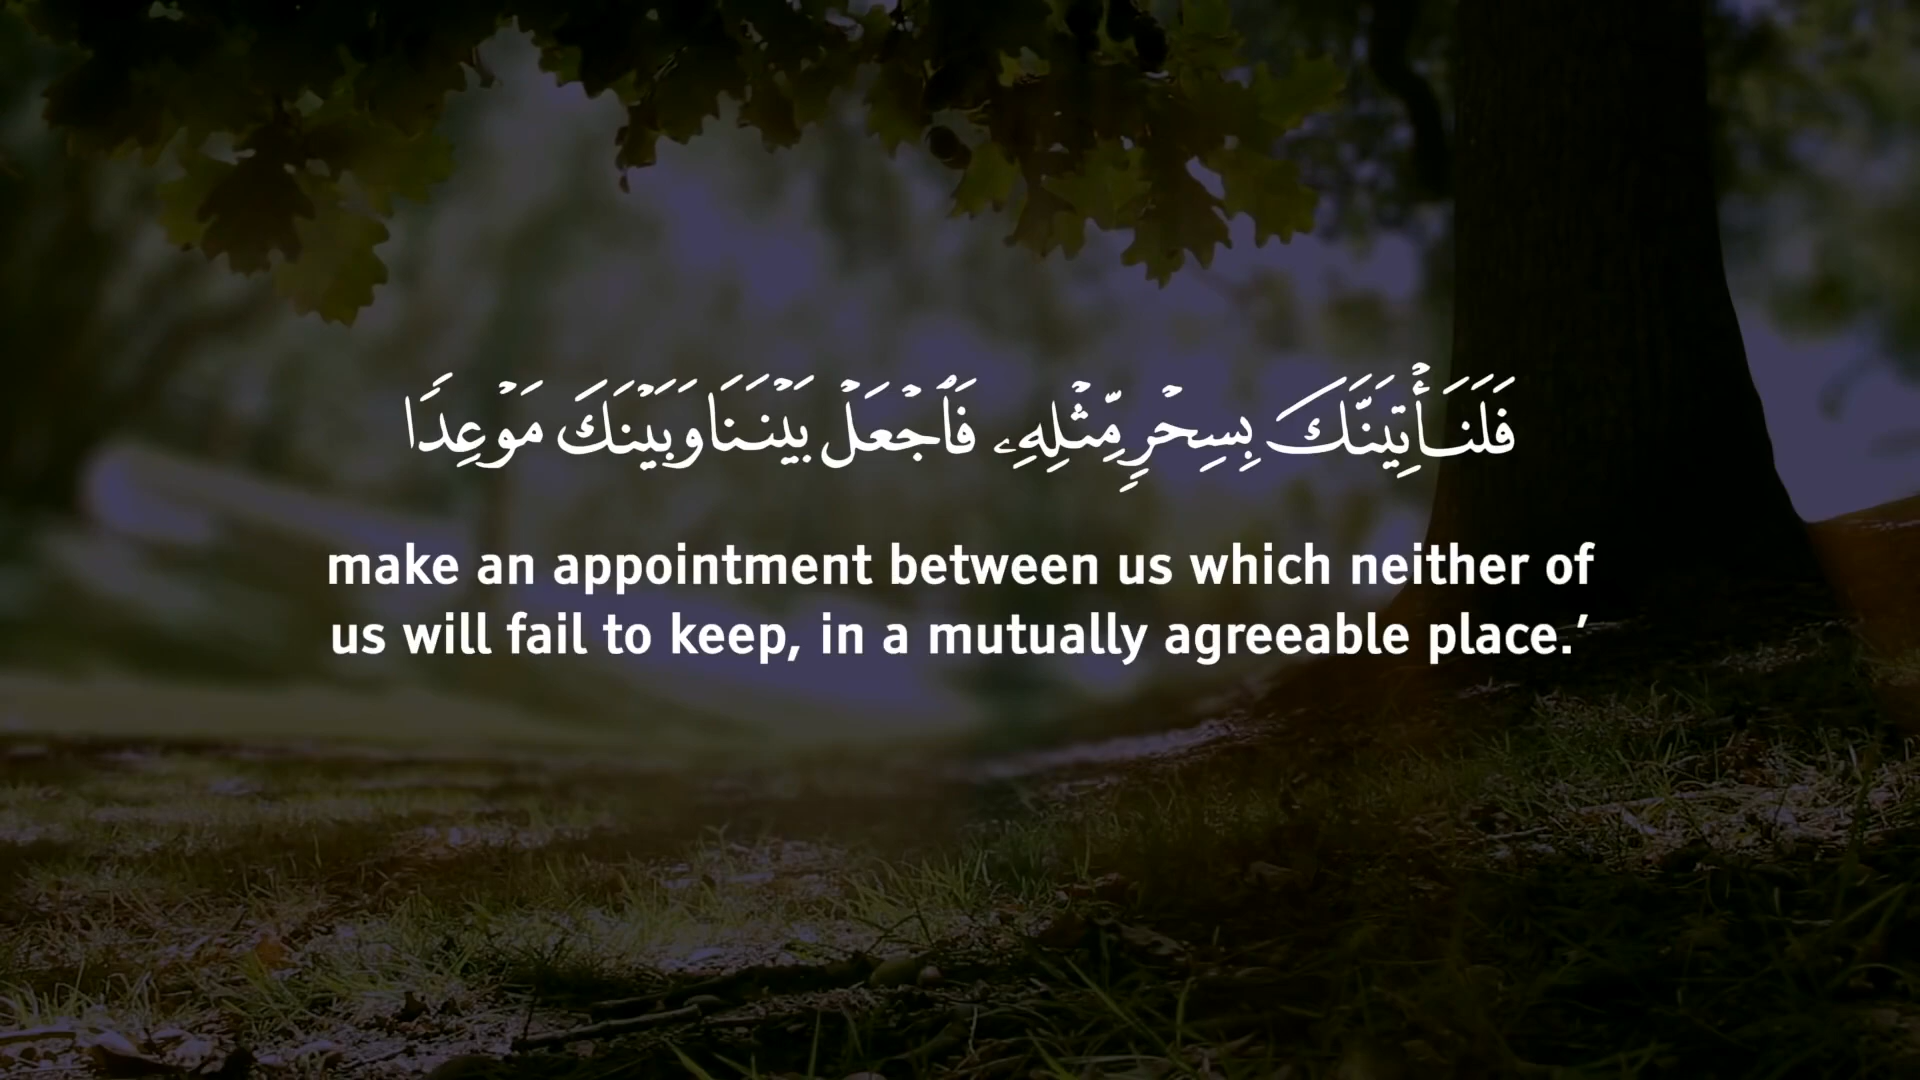 فَلَنَأۡتِيَنَّكَ بِسِحۡرٖ مِّثۡلِهِۦ فَٱجۡعَلۡ بَيۡنَنَا وَبَيۡنَكَ مَوۡعِدٗا
make an appointment between us which neither of
us will fail to keep, in a mutually agreeable place.’